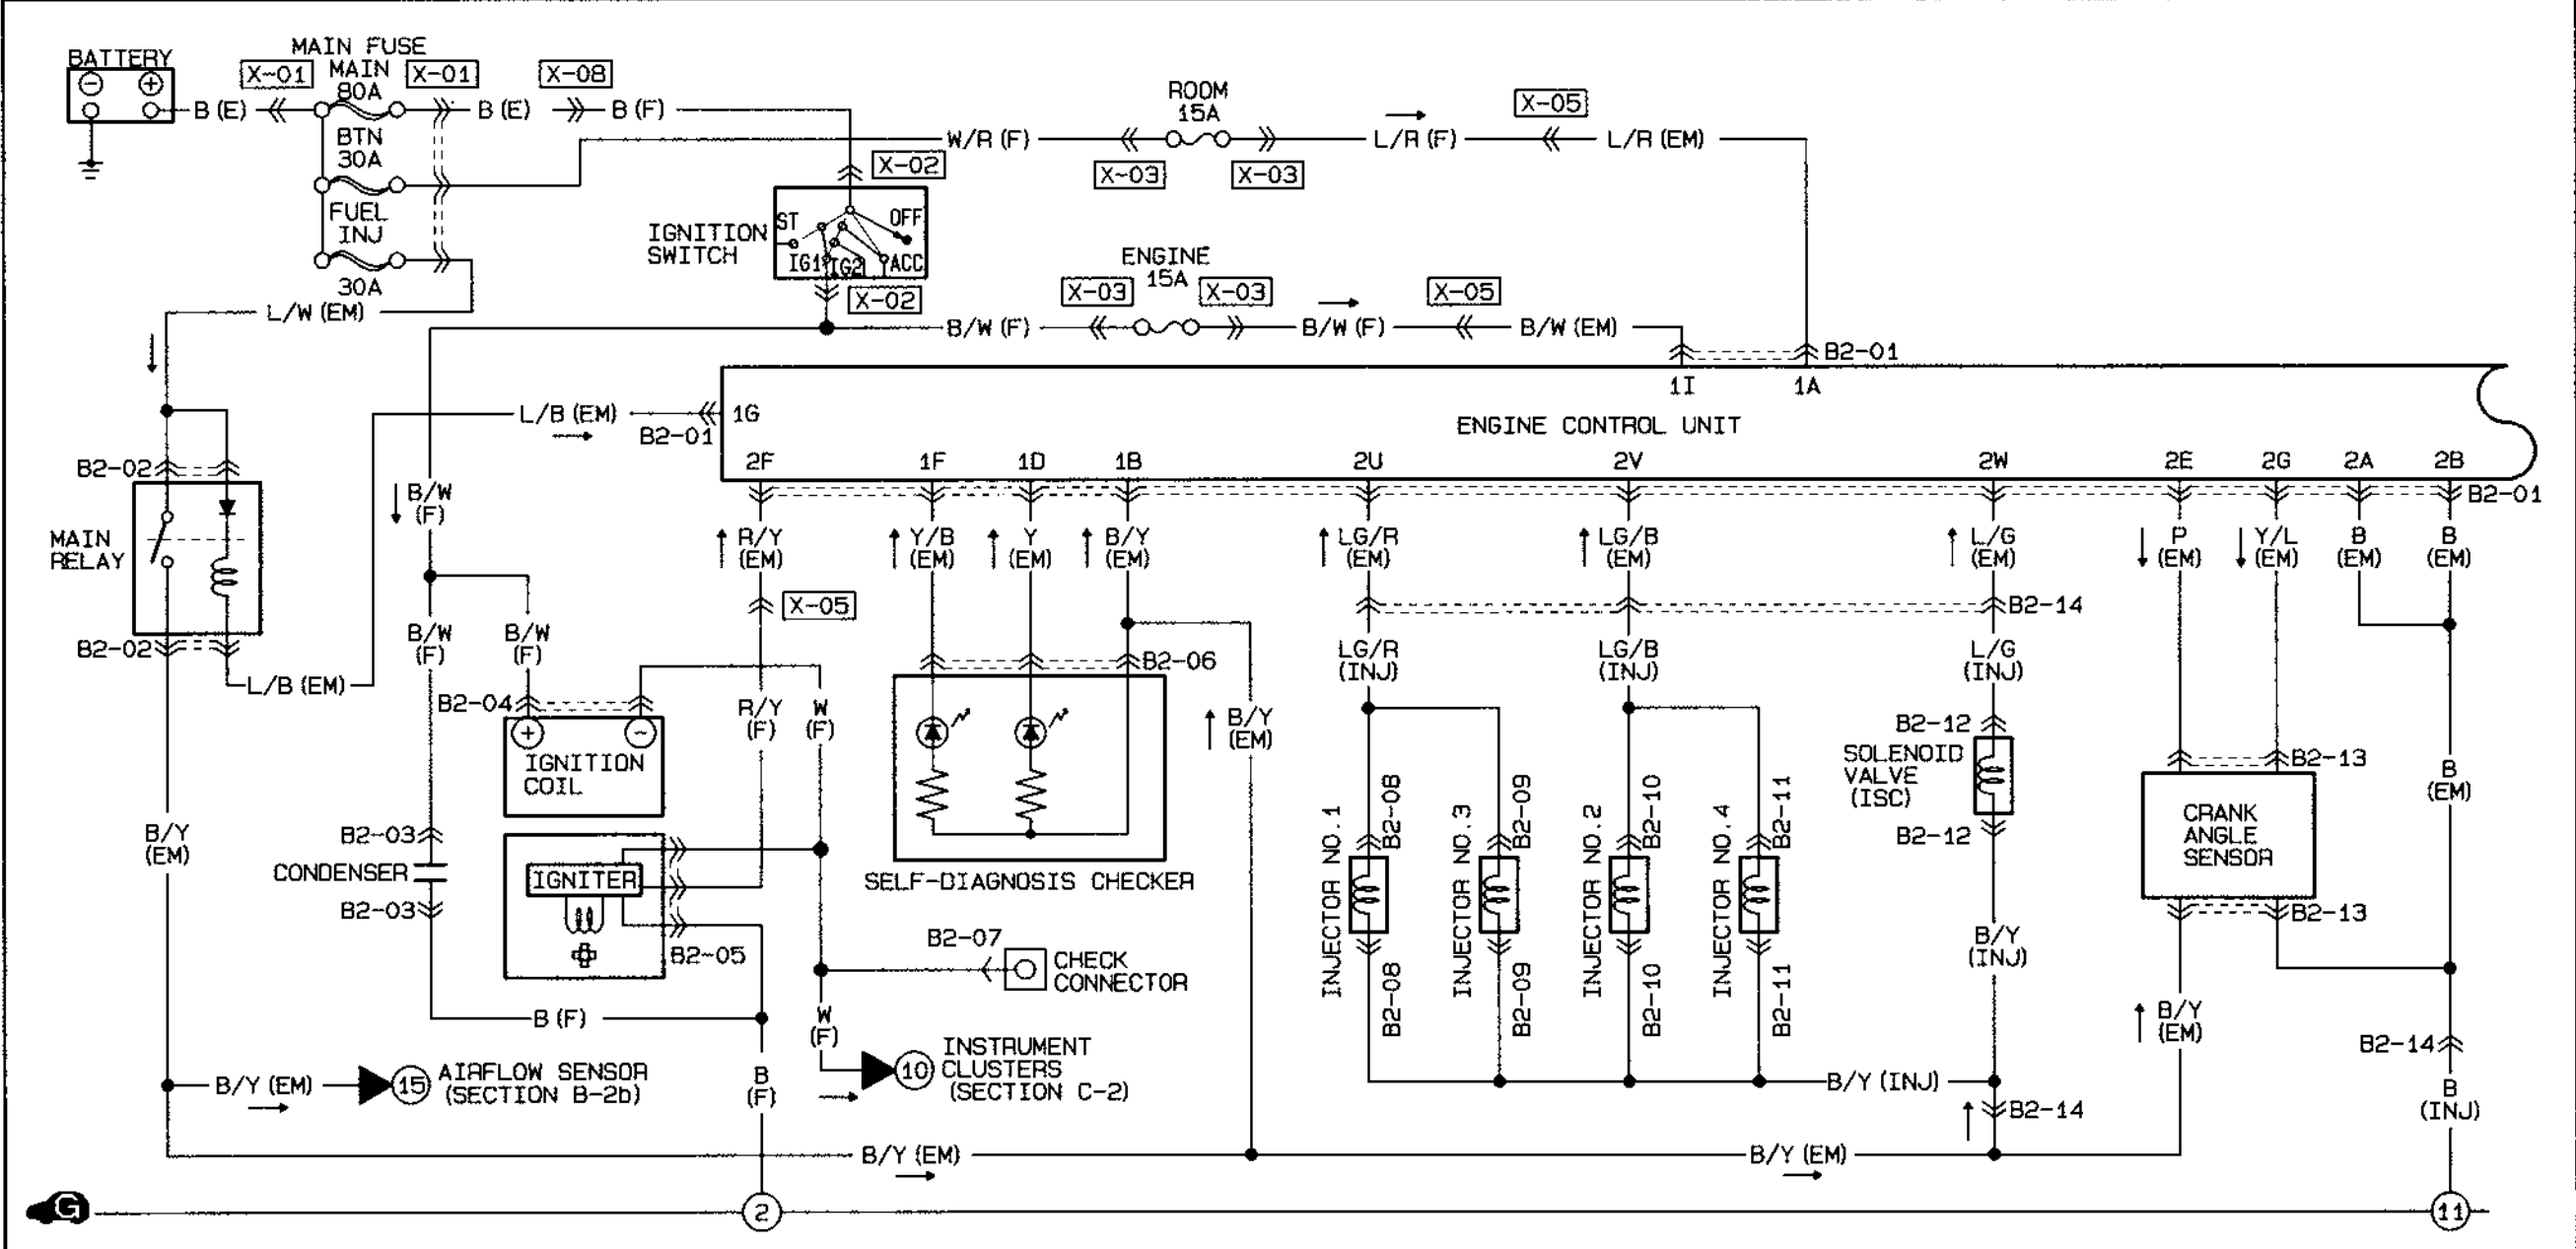 BATTERY
MAIN FUSE
MAIN
80A
X-01
X-01
X-08
B (E)
B (E)
B (F)
BTN
30A
FUEL
INJ
30A
L/W (EM)
ROOM
15A
W/R (F)
L/R (F)
X-05
L/R (EM)
X-03
X-03
X-02
IGNITION
SWITCH
ST
OFF
IG1
IG2
ACC
X-02
ENGINE
15A
X-03
X-03
X-05
B/W (F)
B/W (F)
B/W (EM)
B2-01
1I
1A
L/B (EM)
1G
B2-01
ENGINE CONTROL UNIT
2F
1F
1D
1B
2U
2V
2W
2E
2G
2A
2B
B2-01
B2-02
MAIN
RELAY
B2-02
L/B (EM)
B/W
(F)
R/Y
(EM)
Y/B
(EM)
Y
(EM)
B/Y
(EM)
LG/R
(EM)
LG/B
(EM)
L/G
(EM)
P
(EM)
Y/L
(EM)
B
(EM)
B
(EM)
X-05
B2-14
B/W
(F)
B/W
(F)
B2-06
LG/R
(INJ)
LG/B
(INJ)
L/G
(INJ)
B2-04
R/Y
(F)
W
(F)
B/Y
(EM)
+
-
IGNITION
COIL
B2-12
SOLENOID
VALVE
(ISC)
B2-12
B2-13
CRANK
ANGLE
SENSOR
B2-13
B
(EM)
B/Y
(EM)
B2-03
CONDENSER
B2-03
IGNITER
B2-05
SELF-DIAGNOSIS CHECKER
B2-07
CHECK
CONNECTOR
INJECTOR NO.1
B2-08
B2-08
INJECTOR NO.3
B2-09
B2-09
INJECTOR NO.2
B2-10
B2-10
INJECTOR NO.4
B2-11
B2-11
B/Y
(INJ)
B/Y
(EM)
B2-14
B (F)
W
(F)
10
INSTRUMENT
CLUSTERS
(SECTION C-2)
B/Y (EM)
15
AIRFLOW SENSOR
(SECTION B-2b)
B
(F)
B/Y (INJ)
B2-14
B
(INJ)
B/Y (EM)
B/Y (EM)
G
2
11